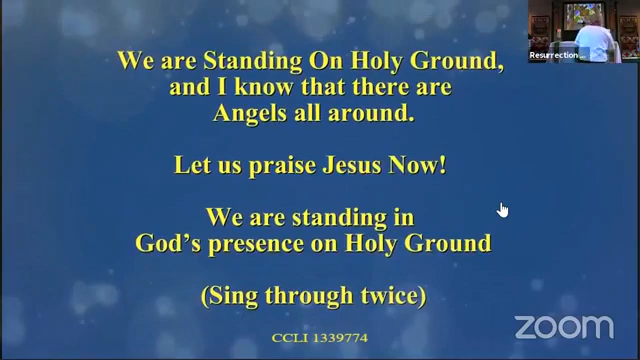 We are Standing On Holy Ground,
and I know that there are
Angels all around.
Let us praise Jesus Now!
We are standing in
God's presence on Holy Ground
(Sing through twice)
CCLI 1339774
Resurrection ...
zoom